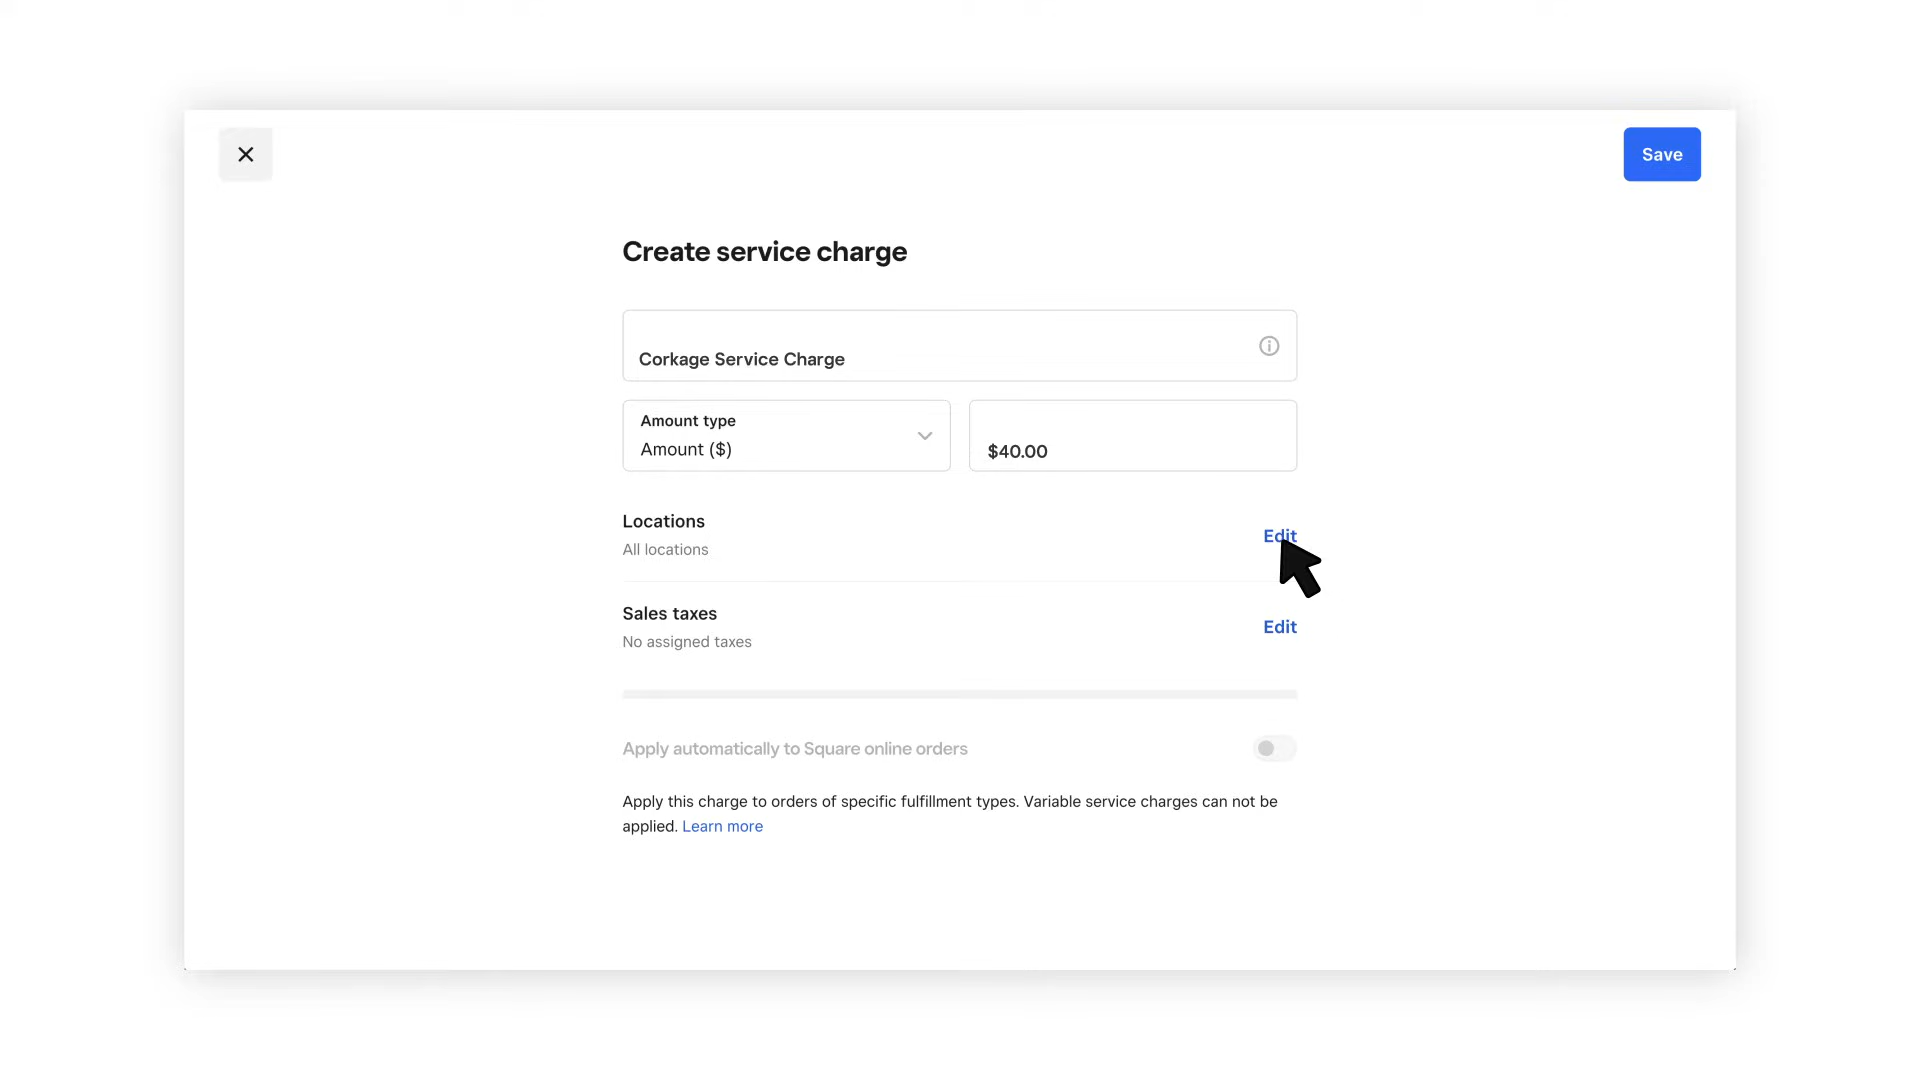 Save
Create service charge
Corkage Service Charge
Amount type
Amount ($)
$40.00
Locations
All locations
Edit
Sales taxes
No assigned taxes
Edit
Apply automatically to Square online orders
Apply this charge to orders of specific fulfillment types. Variable service charges can not be
applied. Learn more